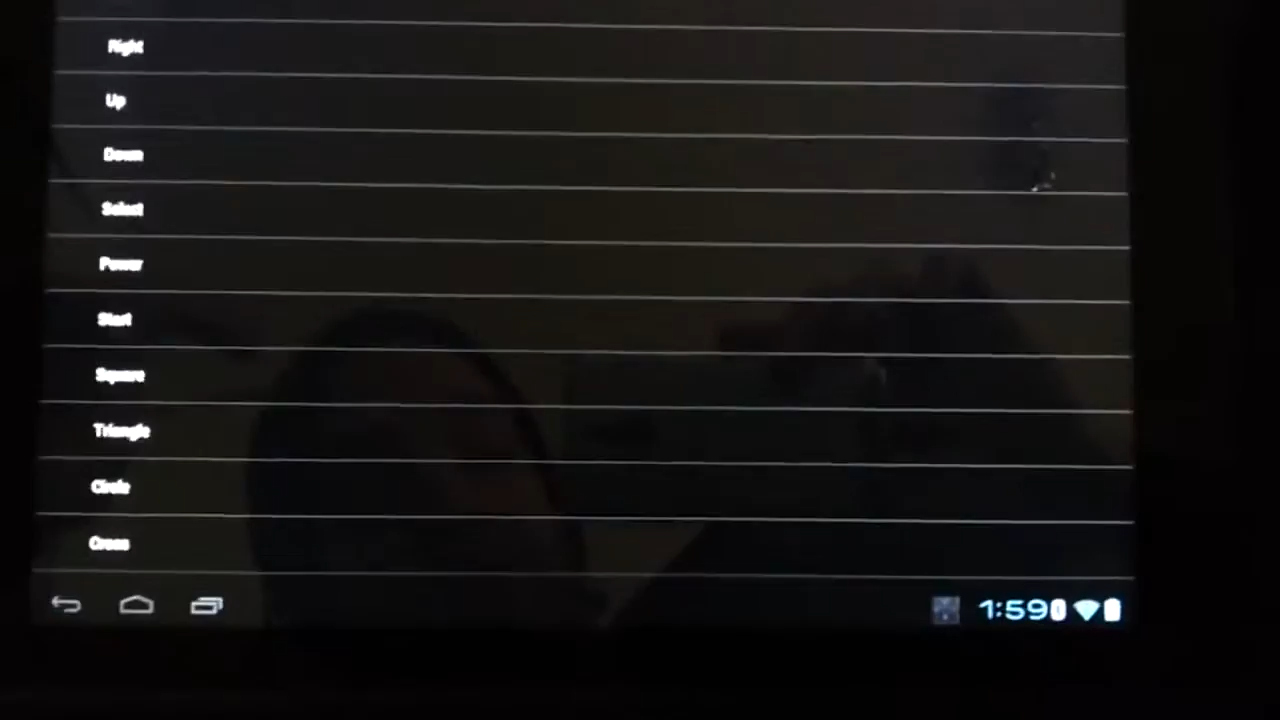 Right
Up
Down
Select
Power
Start
Square
Triangle
Circle
Cross
1:59